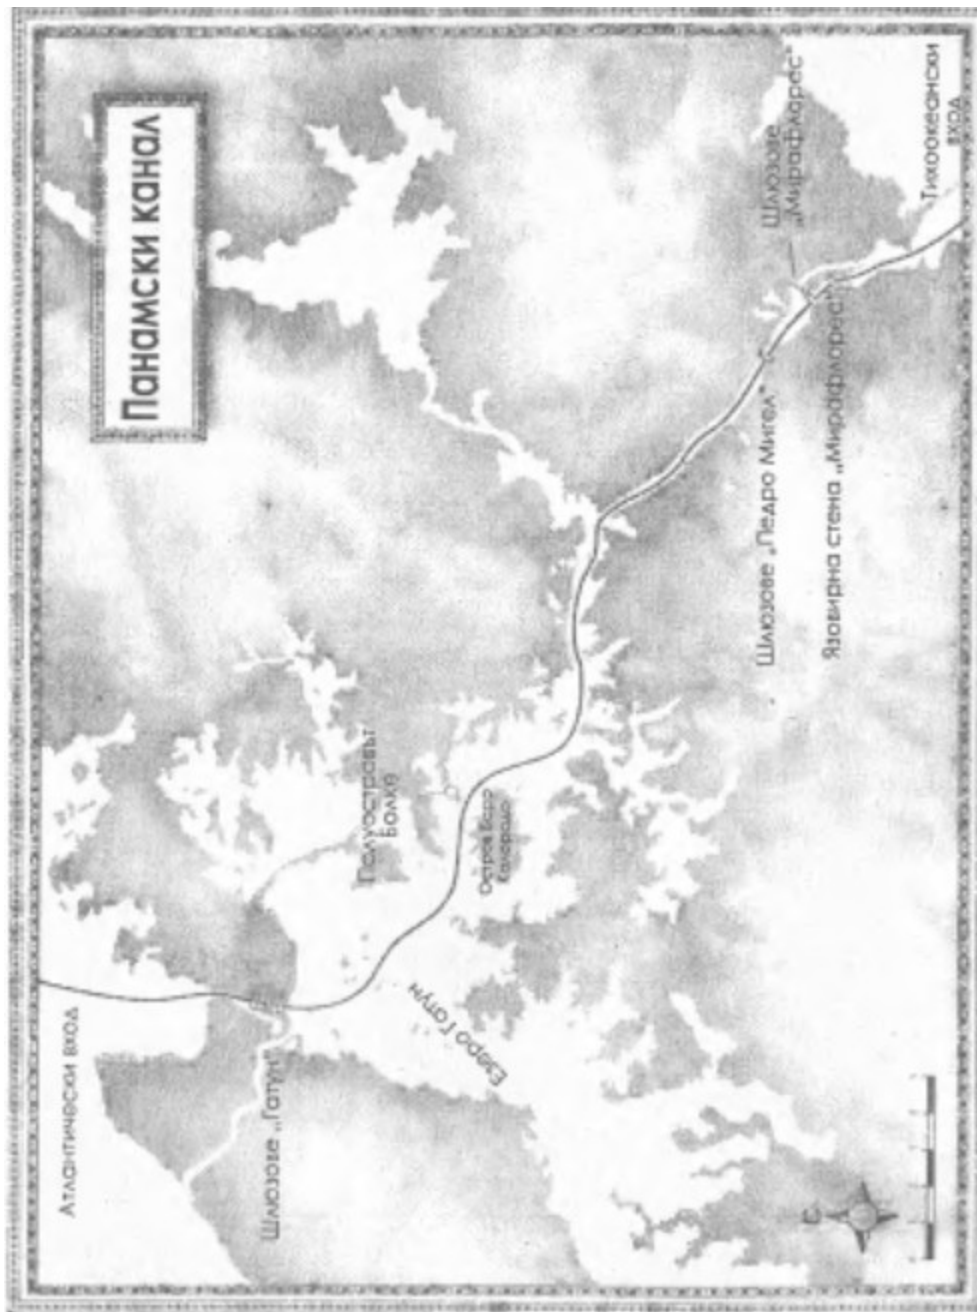 Панамски канал
Атлантически вход
Шлюзове „Гатун“
Полуостровът
Болио
Остров Баро
Колорадо
Езеро Гатун
Шлюзове
„Мирафлорес“
Тихоокеански
вход
Шлюзове „Педро Мигел“
Язовирна стена „Мирафлорес“
С